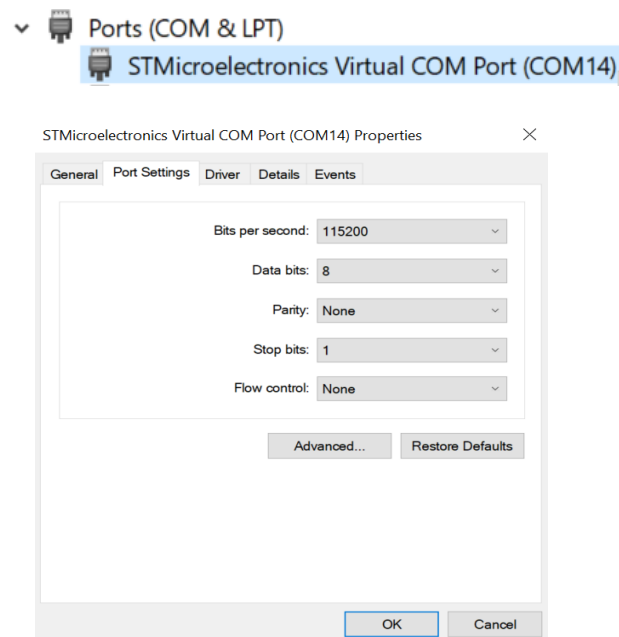 Ports (COM & LPT)
STMicroelectronics Virtual COM Port (COM14)
STMicroelectronics Virtual COM Port (COM14) Properties
General Port Settings Driver Details Events
Bits per second: 115200
Data bits: 8
Parity: None
Stop bits: 1
Flow control: None
Advanced... Restore Defaults
OK Cancel